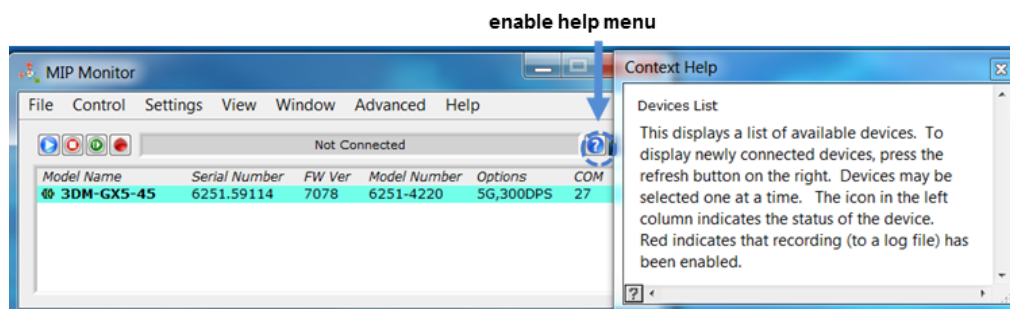 enable help menu
MIP Monitor
File Control Settings View Window Advanced Help
Not Connected
?
Model Name Serial Number FW Ver Model Number Options COM
3DM-GX5-45 6251.59114 7078 6251-4220 5G,300DPS 27
Context Help
Devices List
This displays a list of available devices. To
display newly connected devices, press the
refresh button on the right. Devices may be
selected one at a time. The icon in the left
column indicates the status of the device.
Red indicates that recording (to a log file) has
been enabled.
?